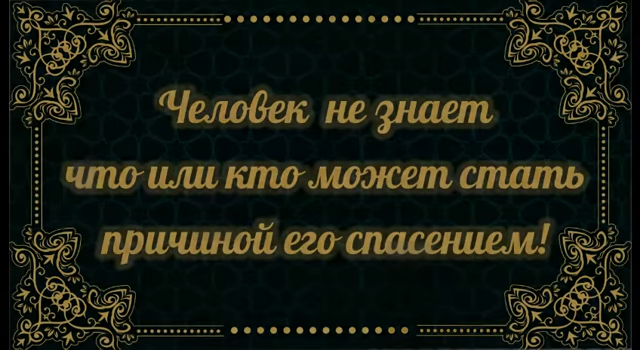 Человек не знает
что или кто может стать
причиной его спасением!